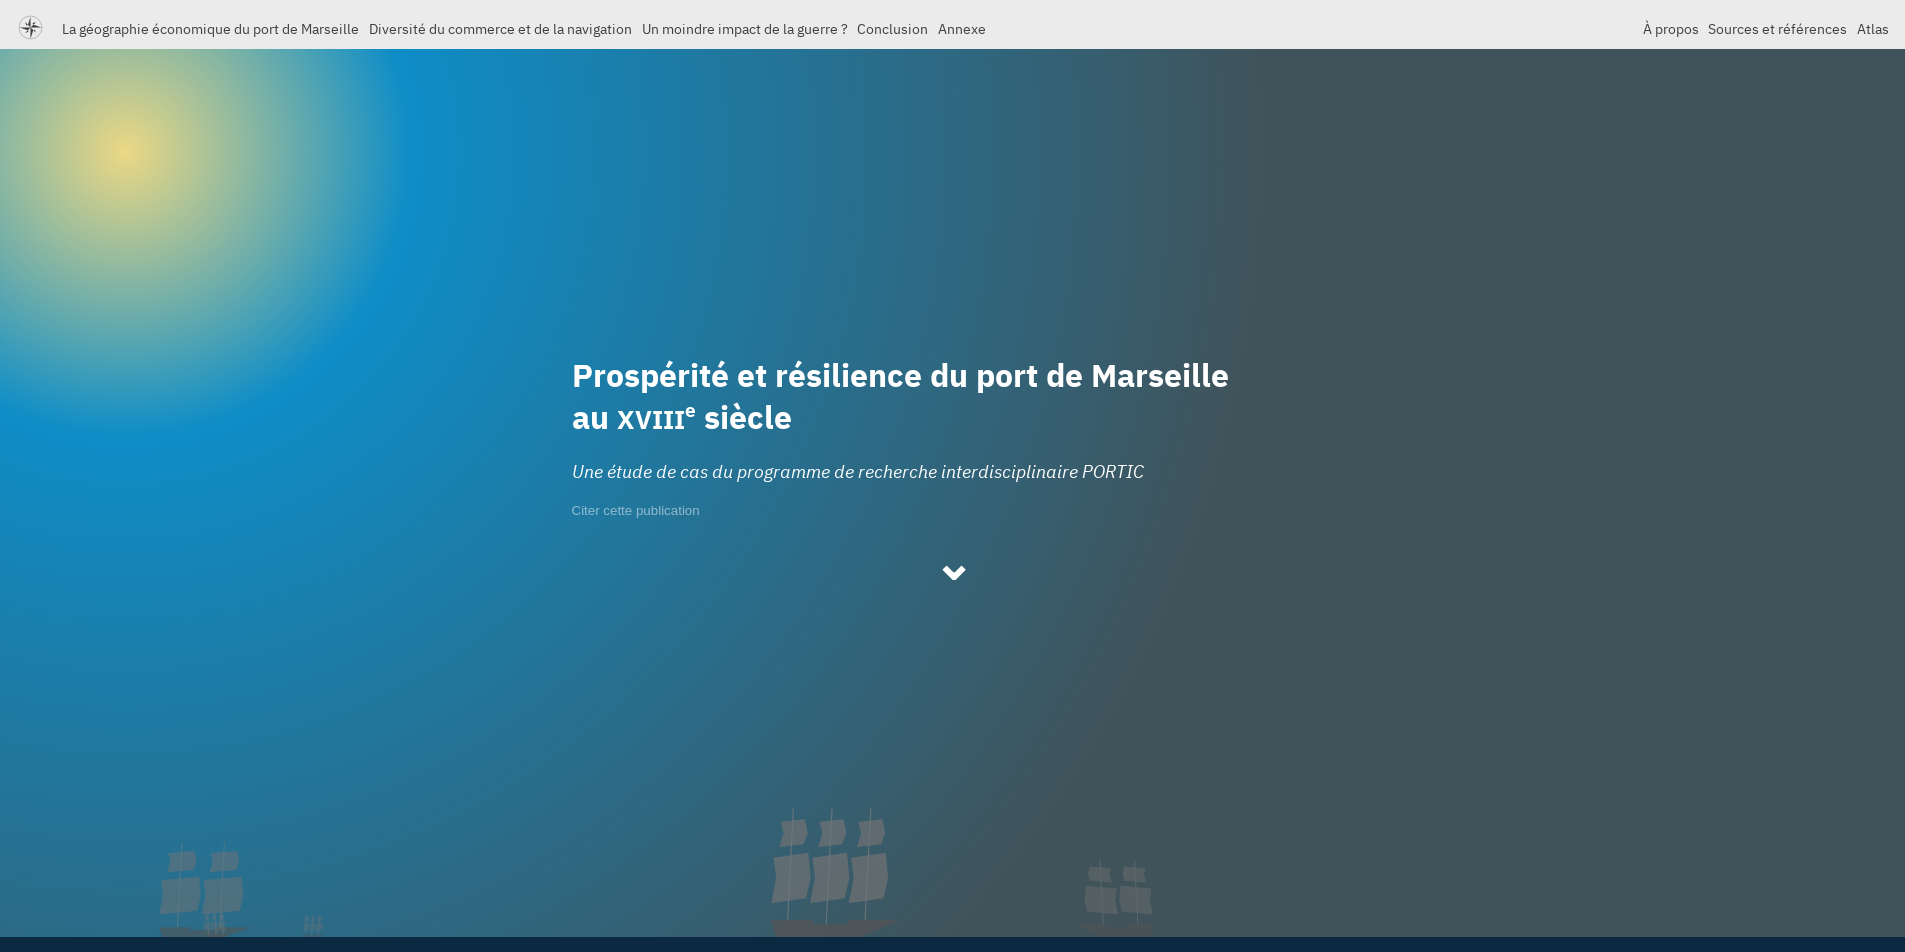 La géographie économique du port de Marseille Diversité du commerce et de la navigation Un moindre impact de la guerre ? Conclusion Annexe À propos Sources et références Atlas
Prospérité et résilience du port de Marseille
au XVIIIe siècle
Une étude de cas du programme de recherche interdisciplinaire PORTIC
Citer cette publication